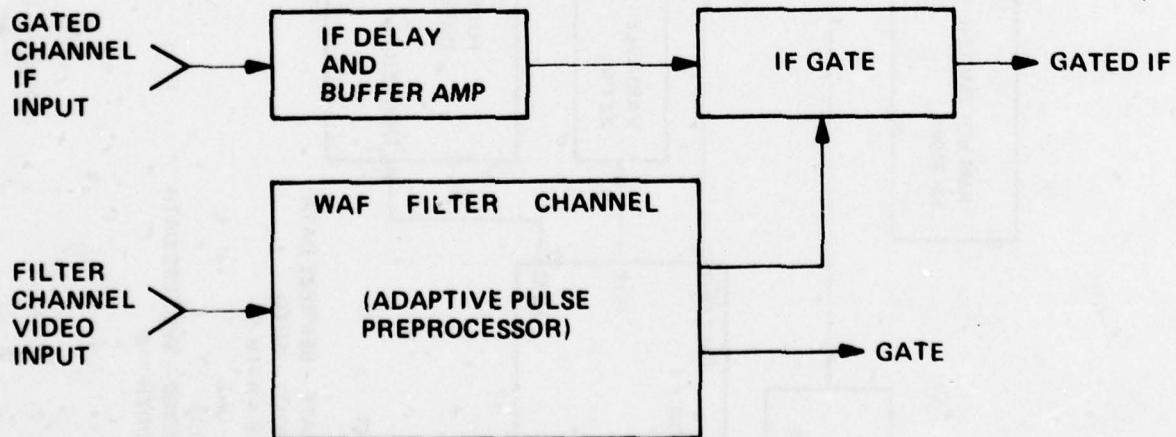 GATED
CHANNEL
IF
INPUT
IF DELAY
AND
BUFFER AMP
IF GATE
GATED IF
WAF FILTER CHANNEL
FILTER
CHANNEL
VIDEO
INPUT
(ADAPTIVE PULSE
PREPROCESSOR)
GATE